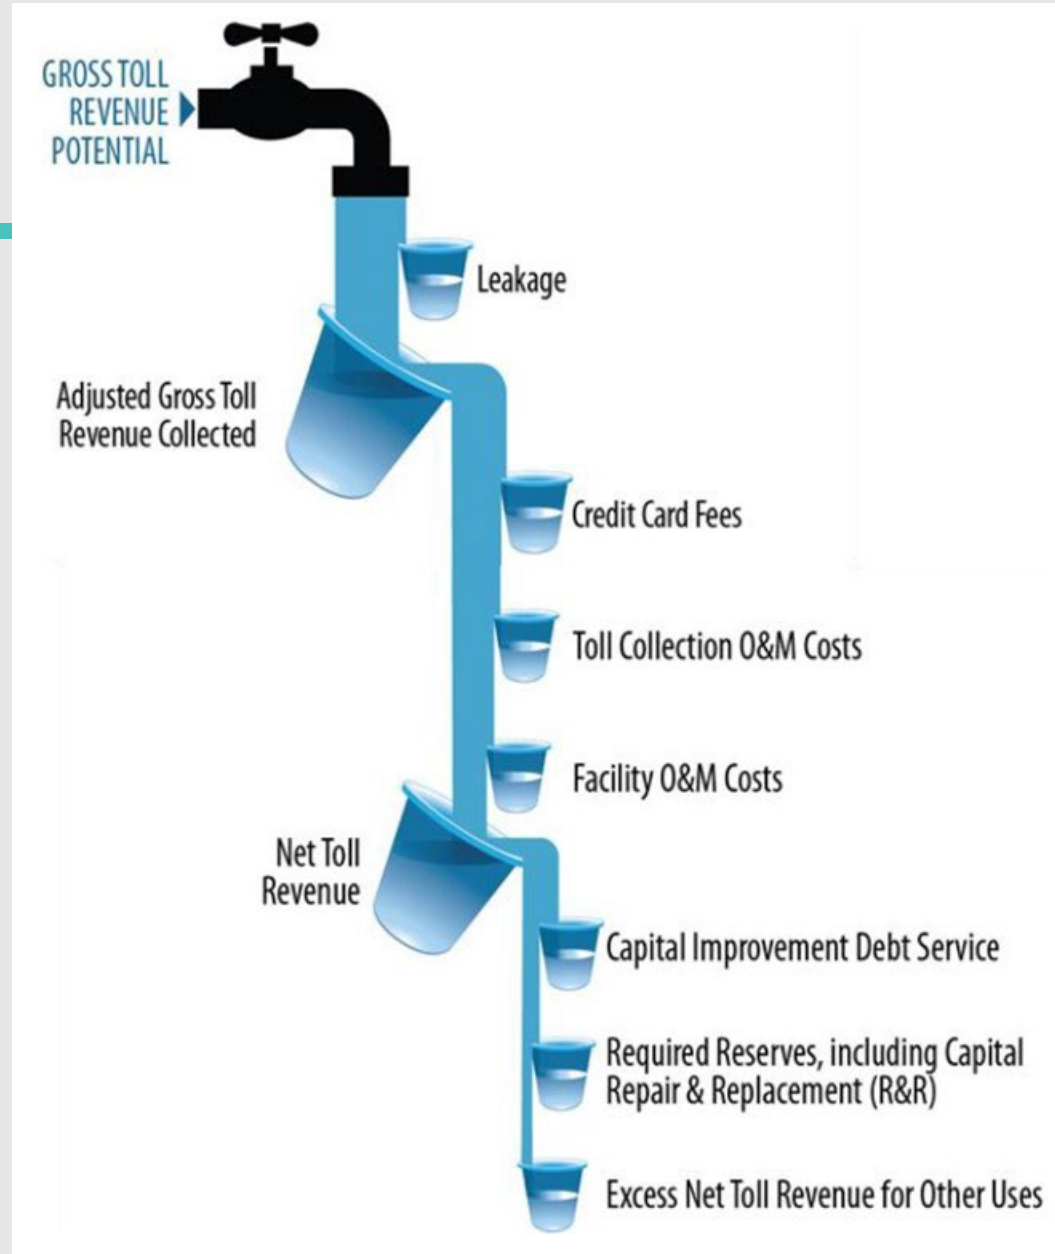 GROSS TOLL
REVENUE
POTENTIAL
Leakage
Adjusted Gross Toll
Revenue Collected
Credit Card Fees
Toll Collection O&M Costs
Facility O&M Costs
Net Toll
Revenue
Capital Improvement Debt Service
Required Reserves, including Capital
Repair & Replacement (R&R)
Excess Net Toll Revenue for Other Uses